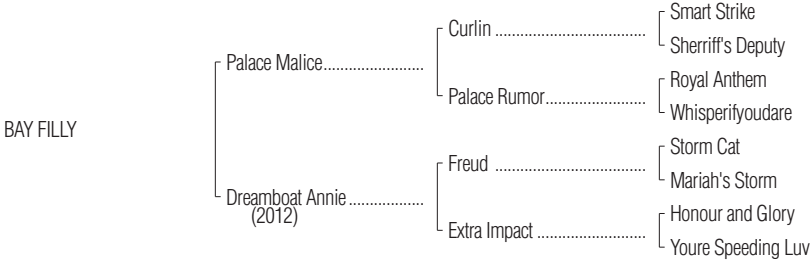 Smart Strike
Curlin ....................................
Sherriff's Deputy
Palace Malice........................
Royal Anthem
Palace Rumor........................
Whisperifyoudare
BAY FILLY
Storm Cat
Freud ....................................
Mariah's Storm
Dreamboat Annie ..................
(2012)
Honour and Glory
Extra Impact ..........................
Youre Speeding Luv